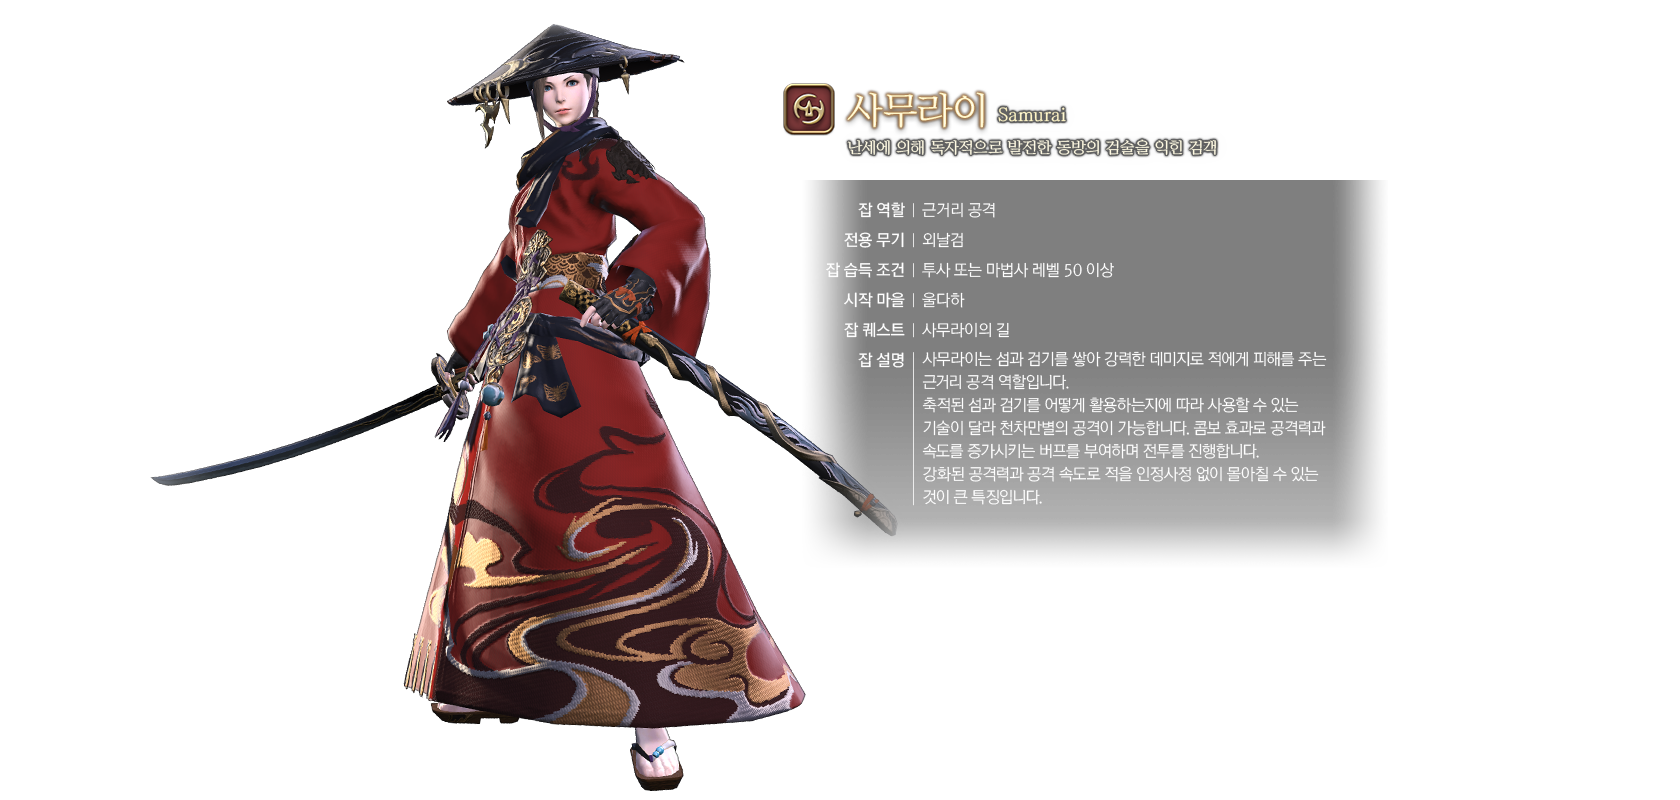 사무라이 Samurai
난세에 의해 독자적으로 발전한 동방의 검술을 익힌 검객
잡 역할 | 근거리 공격
전용 무기 | 외날검
잡 습득 조건 | 투사 또는 마법사 레벨 50 이상
시작 마을 | 울다하
잡 퀘스트 | 사무라이의 길
잡 설명 | 사무라이는 섬과 검기를 쌓아 강력한 데미지로 적에게 피해를 주는
근거리 공격 역할입니다.
축적된 섬과 검기를 어떻게 활용하는지에 따라 사용할 수 있는
기술이 달라 천차만별의 공격이 가능합니다. 콤보 효과로 공격력과
속도를 증가시키는 버프를 부여하며 전투를 진행합니다.
강화된 공격력과 공격 속도로 적을 인정사정 없이 몰아칠 수 있는
것이 큰 특징입니다.